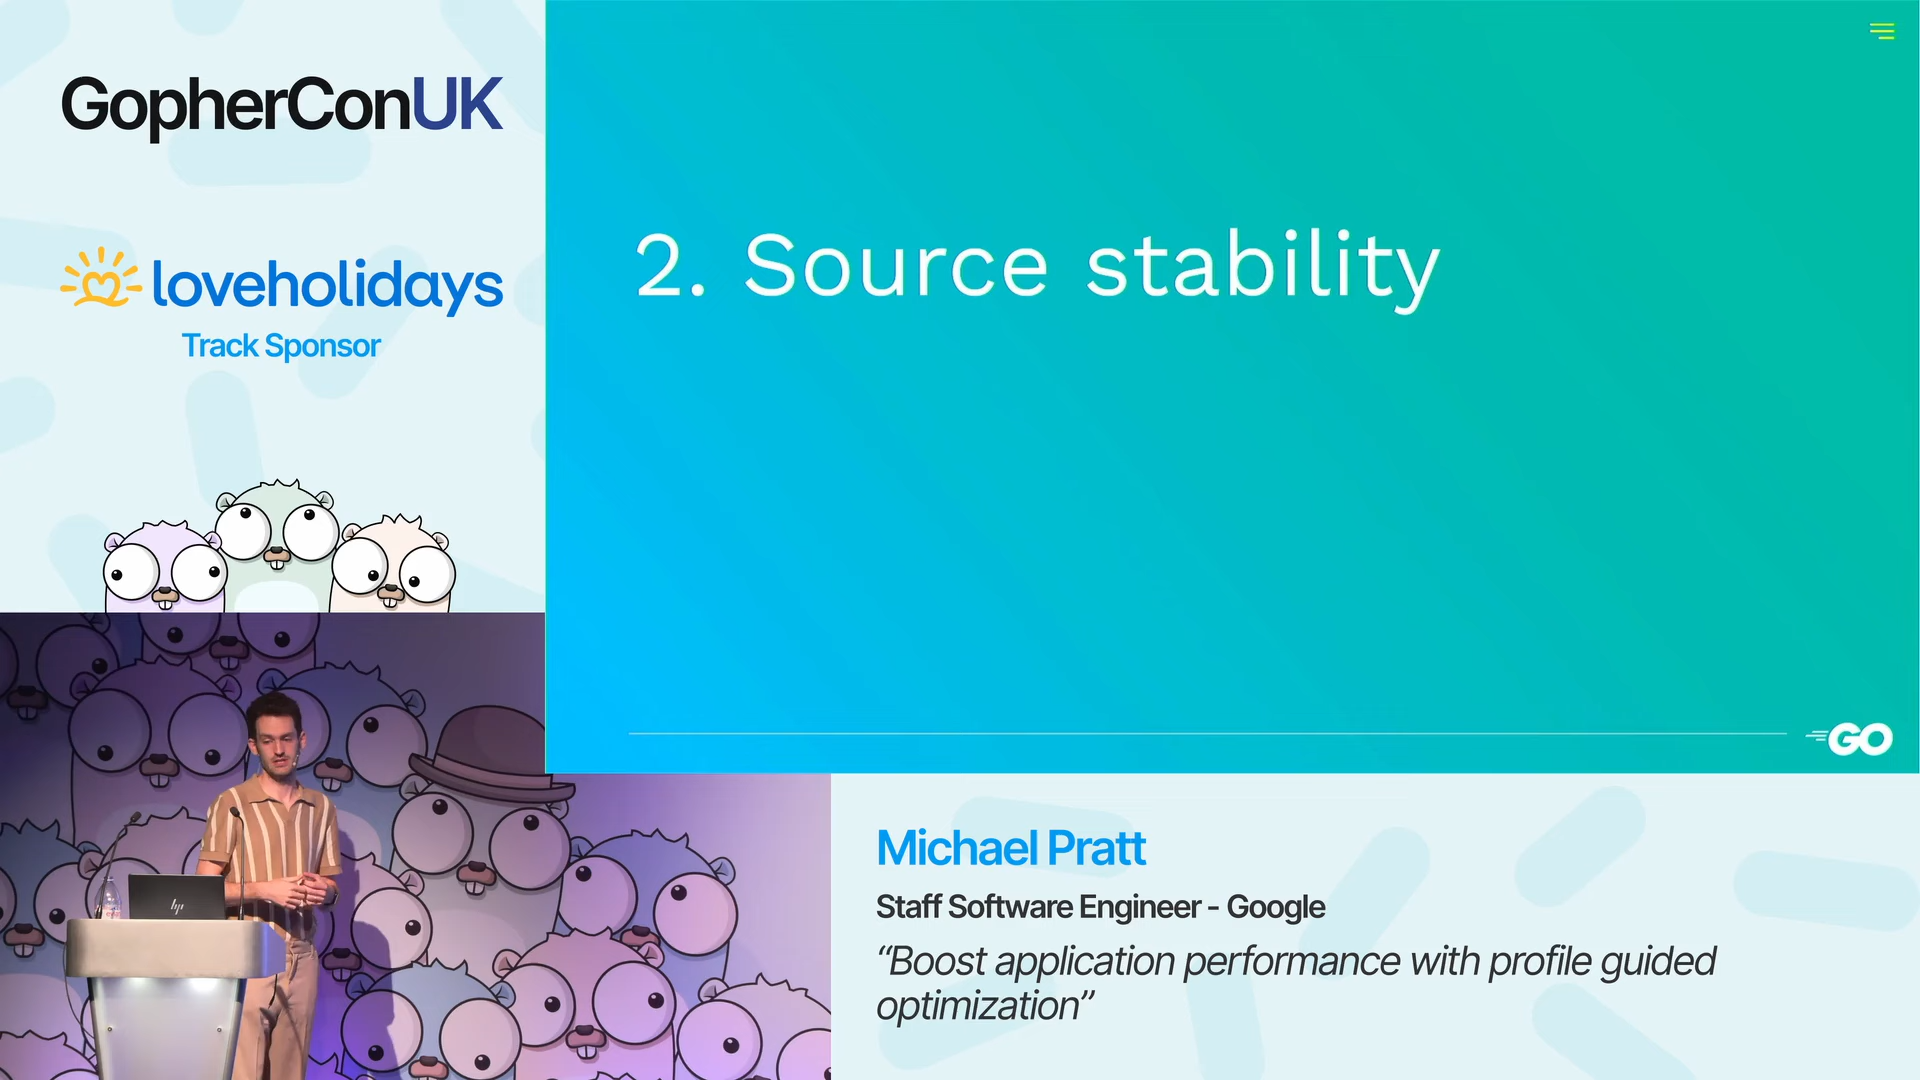 GopherConUK
loveholidays
Track Sponsor
2. Source stability
GO
hp
Michael Pratt
Staff Software Engineer - Google
“Boost application performance with profile guided
optimization”